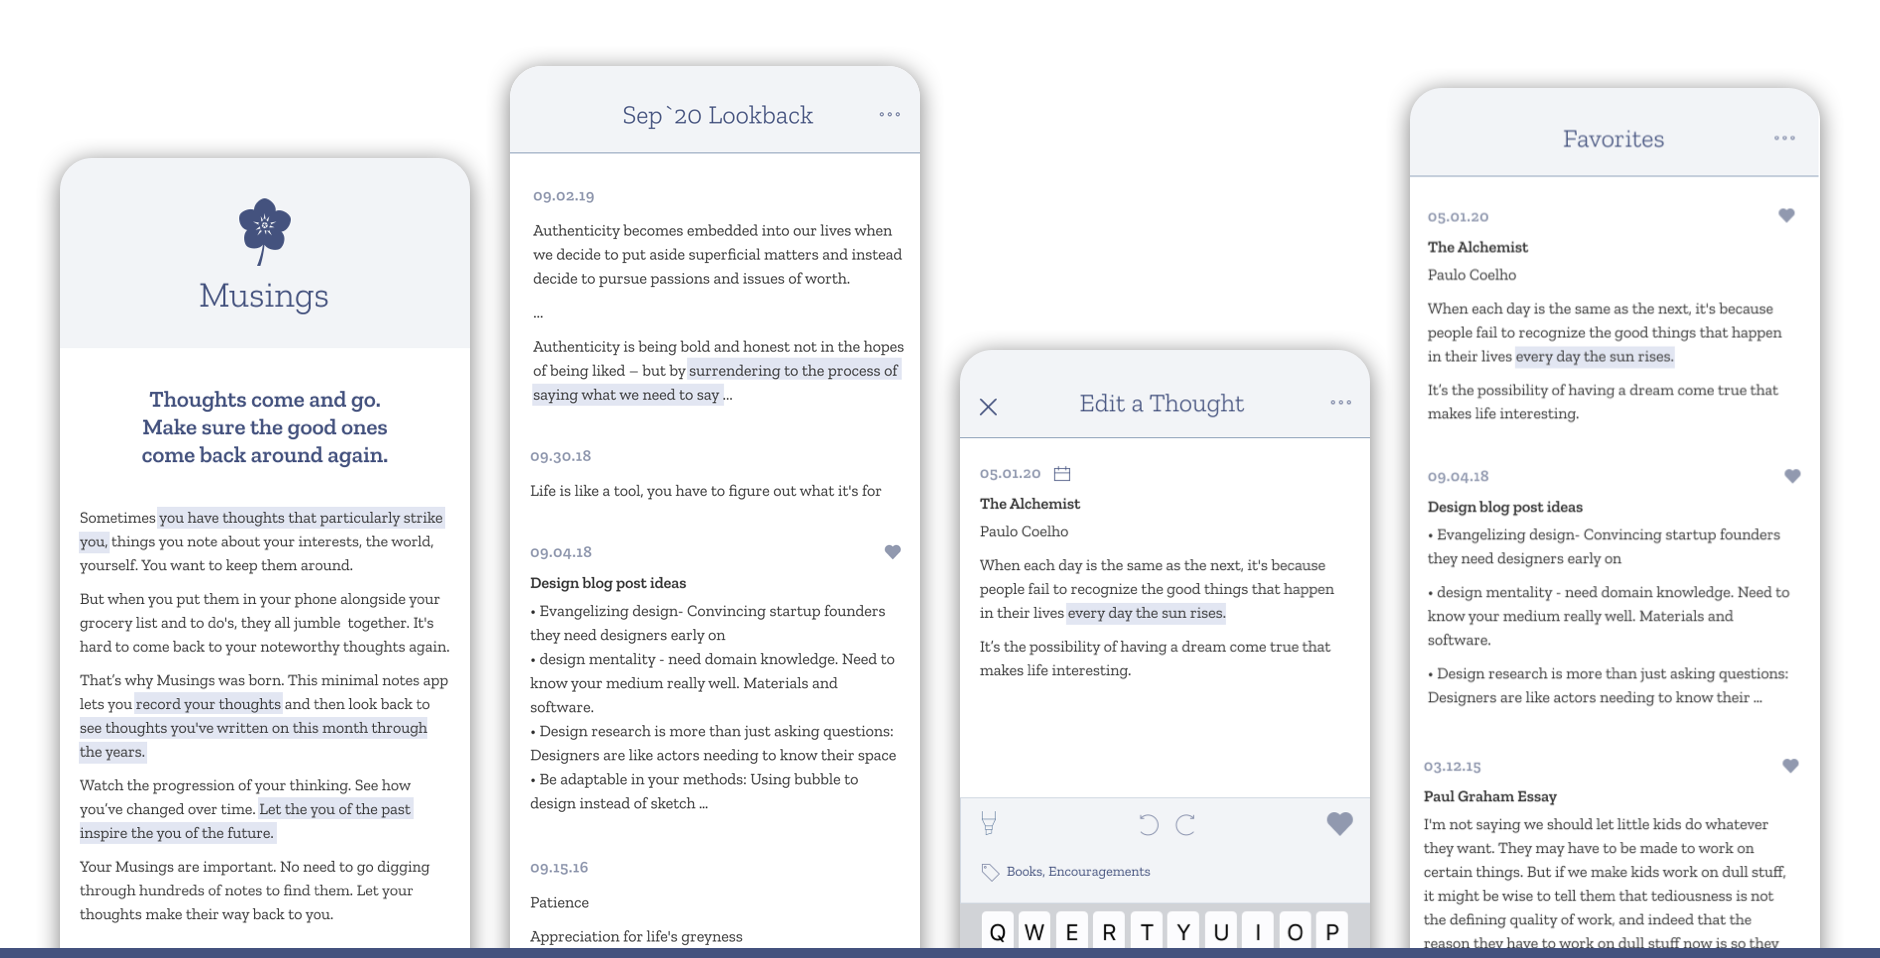 Musings
Thoughts come and go.
Make sure the good ones
come back around again.
Sometimes you have thoughts that particularly strike
you, things you note about your interests, the world,
yourself. You want to keep them around.
But when you put them in your phone alongside your
grocery list and to do's, they all jumble  together. It's
hard to come back to your noteworthy thoughts again.
That's why Musings was born. This minimal notes app
lets you record your thoughts and then look back to
see thoughts you've written on this month through
the years.
Watch the progression of your thinking. See how
you've changed over time. Let the you of the past
inspire the you of the future.
Your Musings are important. No need to go digging
through hundreds of notes to find them. Let your
thoughts make their way back to you.
Sep`20 Lookback
09.02.19
Authenticity becomes embedded into our lives when
we decide to put aside superficial matters and instead
decide to pursue passions and issues of worth.
...
Authenticity is being bold and honest not in the hopes
of being liked – but by surrendering to the process of
saying what we need to say ...
09.30.18
Life is like a tool, you have to figure out what it's for
09.04.18
Design blog post ideas
• Evangelizing design- Convincing startup founders
they need designers early on
• design mentality - need domain knowledge. Need to
know your medium really well. Materials and
software.
• Design research is more than just asking questions:
Designers are like actors needing to know their space
• Be adaptable in your methods: Using bubble to
design instead of sketch ...
09.15.16
Patience
Appreciation for life's greyness
Edit a Thought
05.01.20
The Alchemist
Paulo Coelho
When each day is the same as the next, it's because
people fail to recognize the good things that happen
in their lives every day the sun rises.
It's the possibility of having a dream come true that
makes life interesting.
Books, Encouragements
Q W E R T Y U I O P
Favorites
05.01.20
The Alchemist
Paulo Coelho
When each day is the same as the next, it's because
people fail to recognize the good things that happen
in their lives every day the sun rises.
It's the possibility of having a dream come true that
makes life interesting.
09.04.18
Design blog post ideas
• Evangelizing design- Convincing startup founders
they need designers early on
• design mentality - need domain knowledge. Need to
know your medium really well. Materials and
software.
• Design research is more than just asking questions:
Designers are like actors needing to know their ...
03.12.15
Paul Graham Essay
I'm not saying we should let little kids do whatever
they want. They may have to be made to work on
certain things. But if we make kids work on dull stuff,
it might be wise to tell them that tediousness is not
the defining quality of work, and indeed that the
reason they have to work on dull stuff now is so they